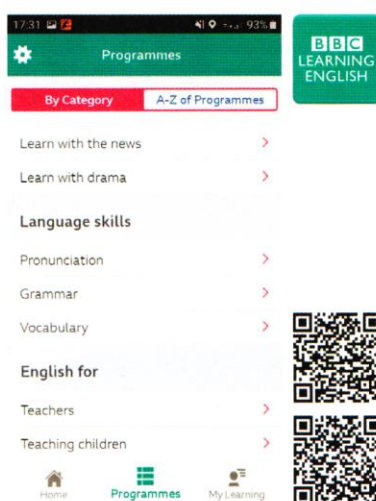 17:31 93%
Programmes
By Category A-Z of Programmes
Learn with the news
Learn with drama
Language skills
Pronunciation
Grammar
Vocabulary
English for
Teachers
Teaching children
Home Programmes My Learning
BBC
LEARNING
ENGLISH